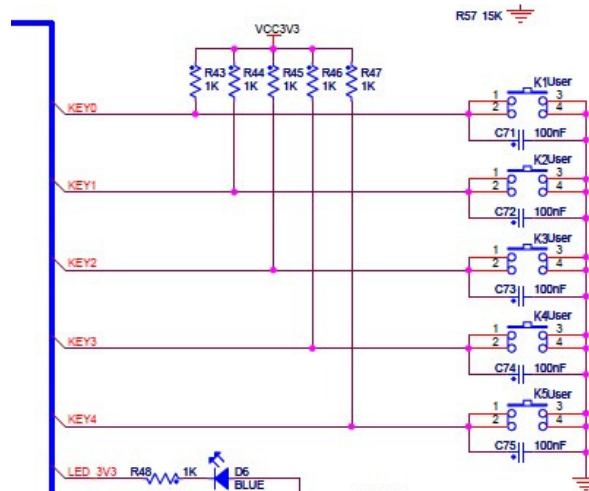 R57 15K
VCC3V3
R43 R44 R45 R46 R47
1K 1K 1K 1K 1K
K1User
1 3
2 4
KEY0
C71 100nF
K2User
1 3
2 4
KEY1
C72 100nF
K3User
1 3
2 4
KEY2
C73 100nF
K4User
1 3
2 4
KEY3
C74 100nF
K5User
1 3
2 4
KEY4
C75 100nF
LED_3V3 R48 1K D6
BLUE